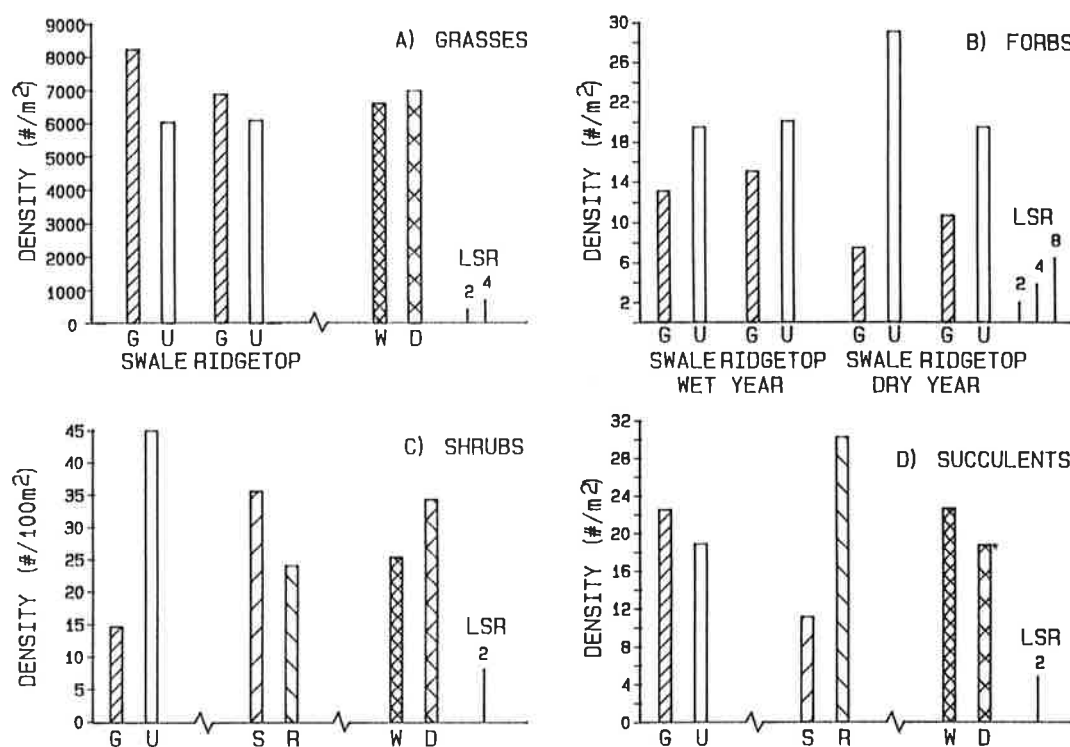 A) GRASSES
DENSITY (#/m²)
9000
8000
7000
6000
5000
4000
3000
2000
1000
0
LSR
2 4
G U G U W D
SWALE RIDGETOP
B) FORBS
DENSITY (#/m²)
30
26
22
18
14
10
6
2
LSR
2 4 8
G U G U G U G U
SWALE RIDGETOP SWALE RIDGETOP
WET YEAR DRY YEAR
C) SHRUBS
DENSITY (#/100m²)
45
40
35
30
25
20
15
10
5
0
LSR
2
G U S R W D
D) SUCCULENTS
DENSITY (#/m²)
32
28
24
20
16
12
8
4
0
LSR
2
G U S R W D